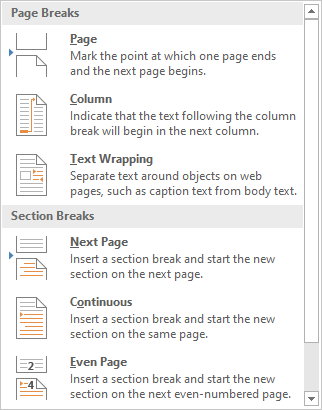 Page Breaks
Page
Mark the point at which one page ends
and the next page begins.
Column
Indicate that the text following the column
break will begin in the next column.
Text Wrapping
Separate text around objects on web
pages, such as caption text from body text.
Section Breaks
Next Page
Insert a section break and start the new
section on the next page.
Continuous
Insert a section break and start the new
section on the same page.
Even Page
2
Insert a section break and start the new
4
section on the next even-numbered page.